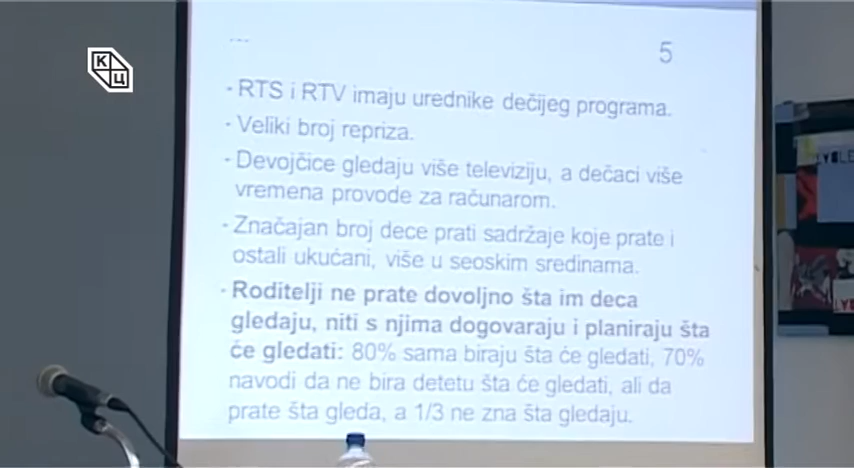 КЦ
--- 5
- RTS i RTV imaju urednike dečijeg programa.
- Veliki broj repriza.
- Devojčice gledaju više televiziju, a dečaci više
vremena provode za računarom.
- Značajan broj dece prati sadržaje koje prate i
ostali ukućani, više u seoskim sredinama.
- Roditelji ne prate dovoljno šta im deca
gledaju, niti s njima dogovaraju i planiraju šta
će gledati: 80% sama biraju šta će gledati, 70%
navodi da ne bira detetu šta će gledati, ali da
prate šta gleda, a 1/3 ne zna šta gledaju.